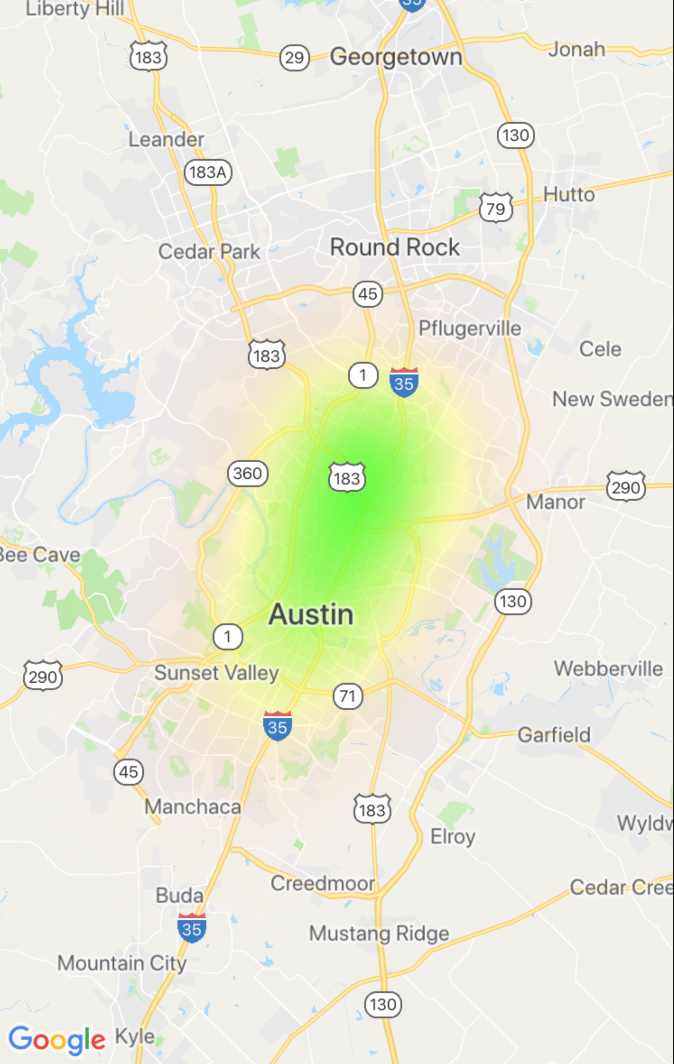 35
Liberty Hill
183
29
Georgetown
Jonah
130
Leander
183A
79
Hutto
Cedar Park
Round Rock
45
Pflugerville
183
1
35
Cele
New Sweden
360
183
290
Manor
Bee Cave
130
Austin
1
290
Sunset Valley
Webberville
71
35
Garfield
45
Manchaca
183
Elroy
Creedmoor
Cedar Cree
Buda
35
Mustang Ridge
Mountain City
130
Google
Kyle